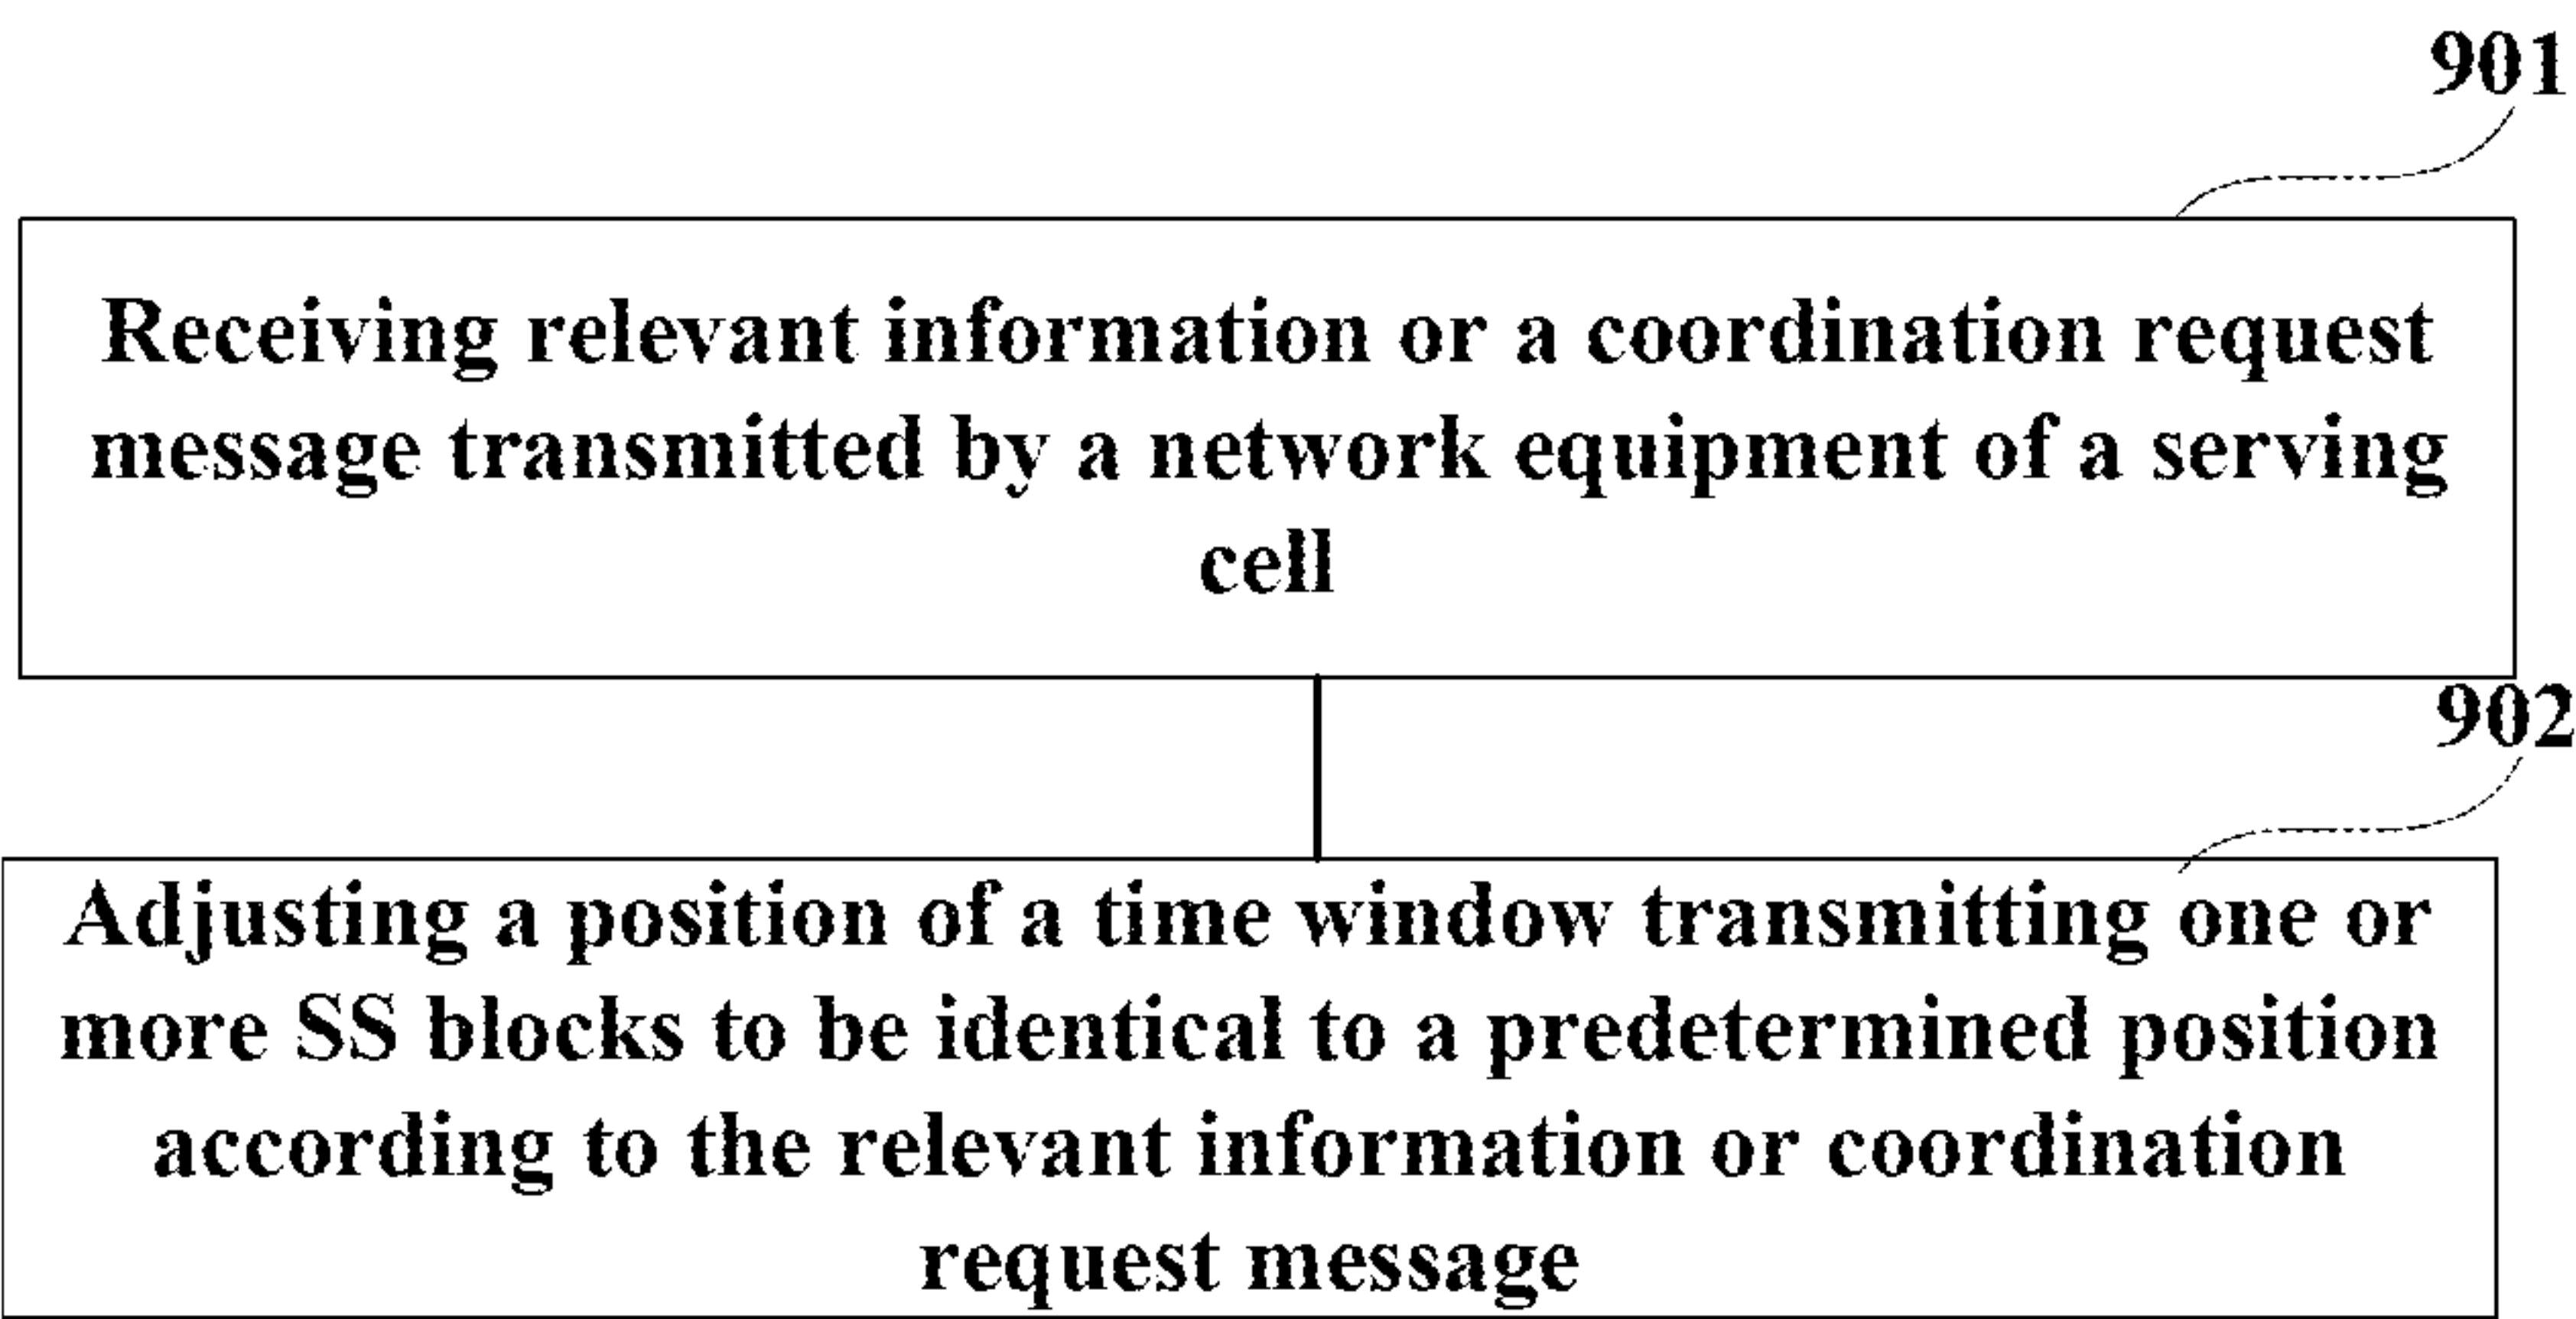 901
Receiving relevant information or a coordination request
message transmitted by a network equipment of a serving
cell
902
Adjusting a position of a time window transmitting one or
more SS blocks to be identical to a predetermined position
according to the relevant information or coordination
request message